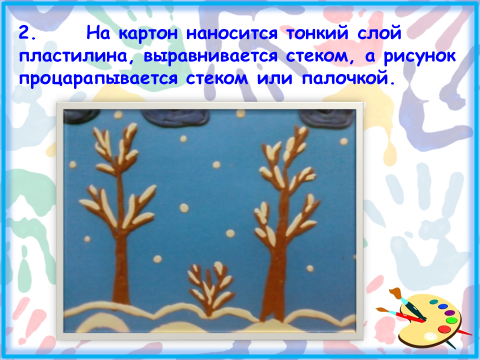 2. На картон наносится тонкий слой
пластилина, выравнивается стеком, а рисунок
процарапывается стеком или палочкой.